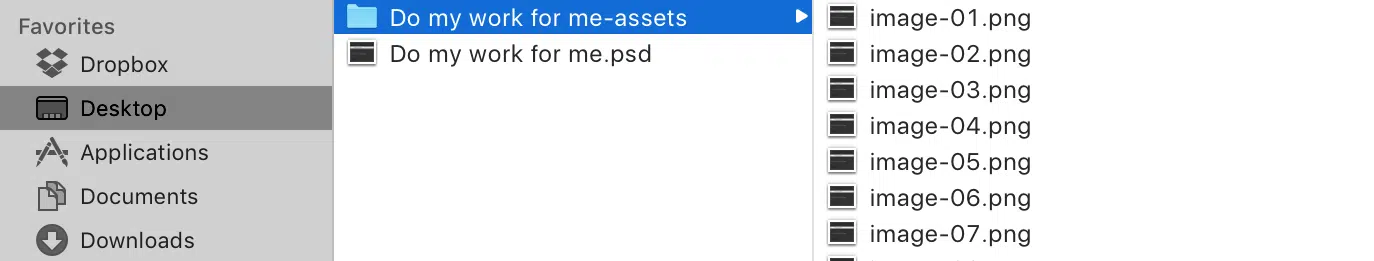 Favorites
Dropbox
Desktop
Applications
Documents
Downloads
Do my work for me-assets
Do my work for me.psd
image-01.png
image-02.png
image-03.png
image-04.png
image-05.png
image-06.png
image-07.png